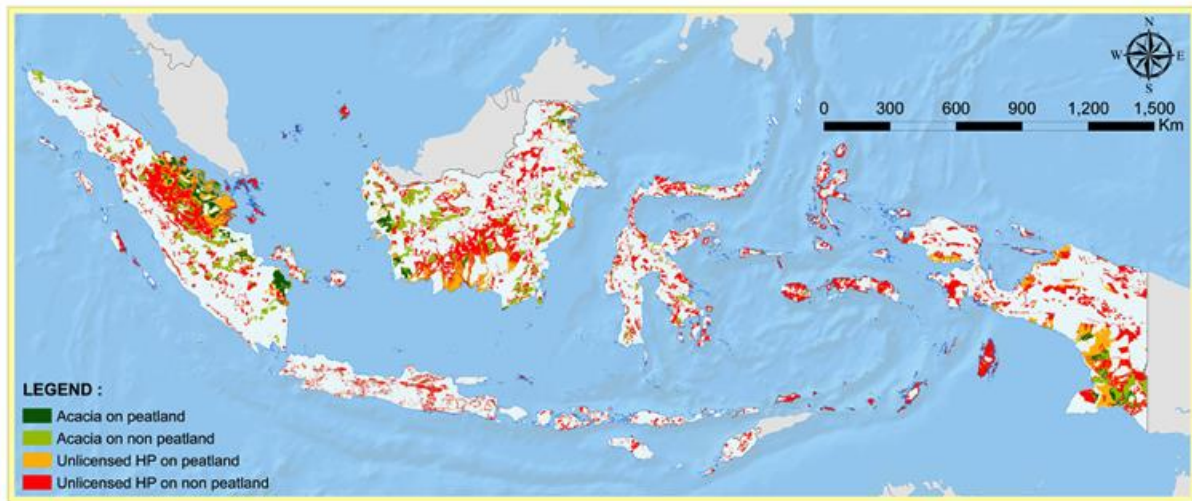 N
W E
S
0 300 600 900 1,200 1,500
Km
LEGEND :
Acacia on peatland
Acacia on non peatland
Unlicensed HP on peatland
Unlicensed HP on non peatland